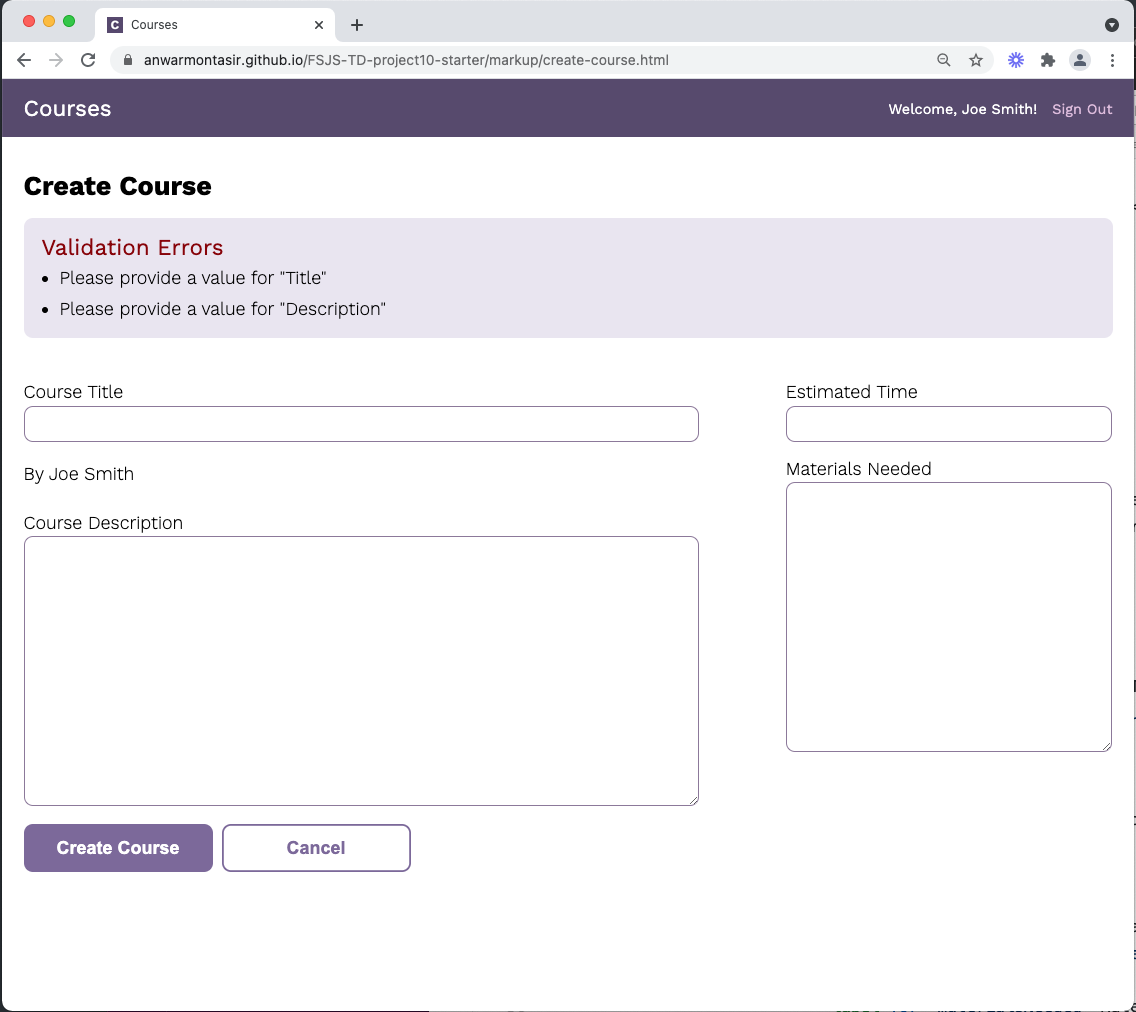 C Courses
anwarmontasir.github.io/FSJS-TD-project10-starter/markup/create-course.html
Courses
Welcome, Joe Smith! Sign Out
Create Course
Validation Errors
Please provide a value for "Title"
Please provide a value for "Description"
Course Title
Estimated Time
By Joe Smith
Materials Needed
Course Description
Create Course
Cancel